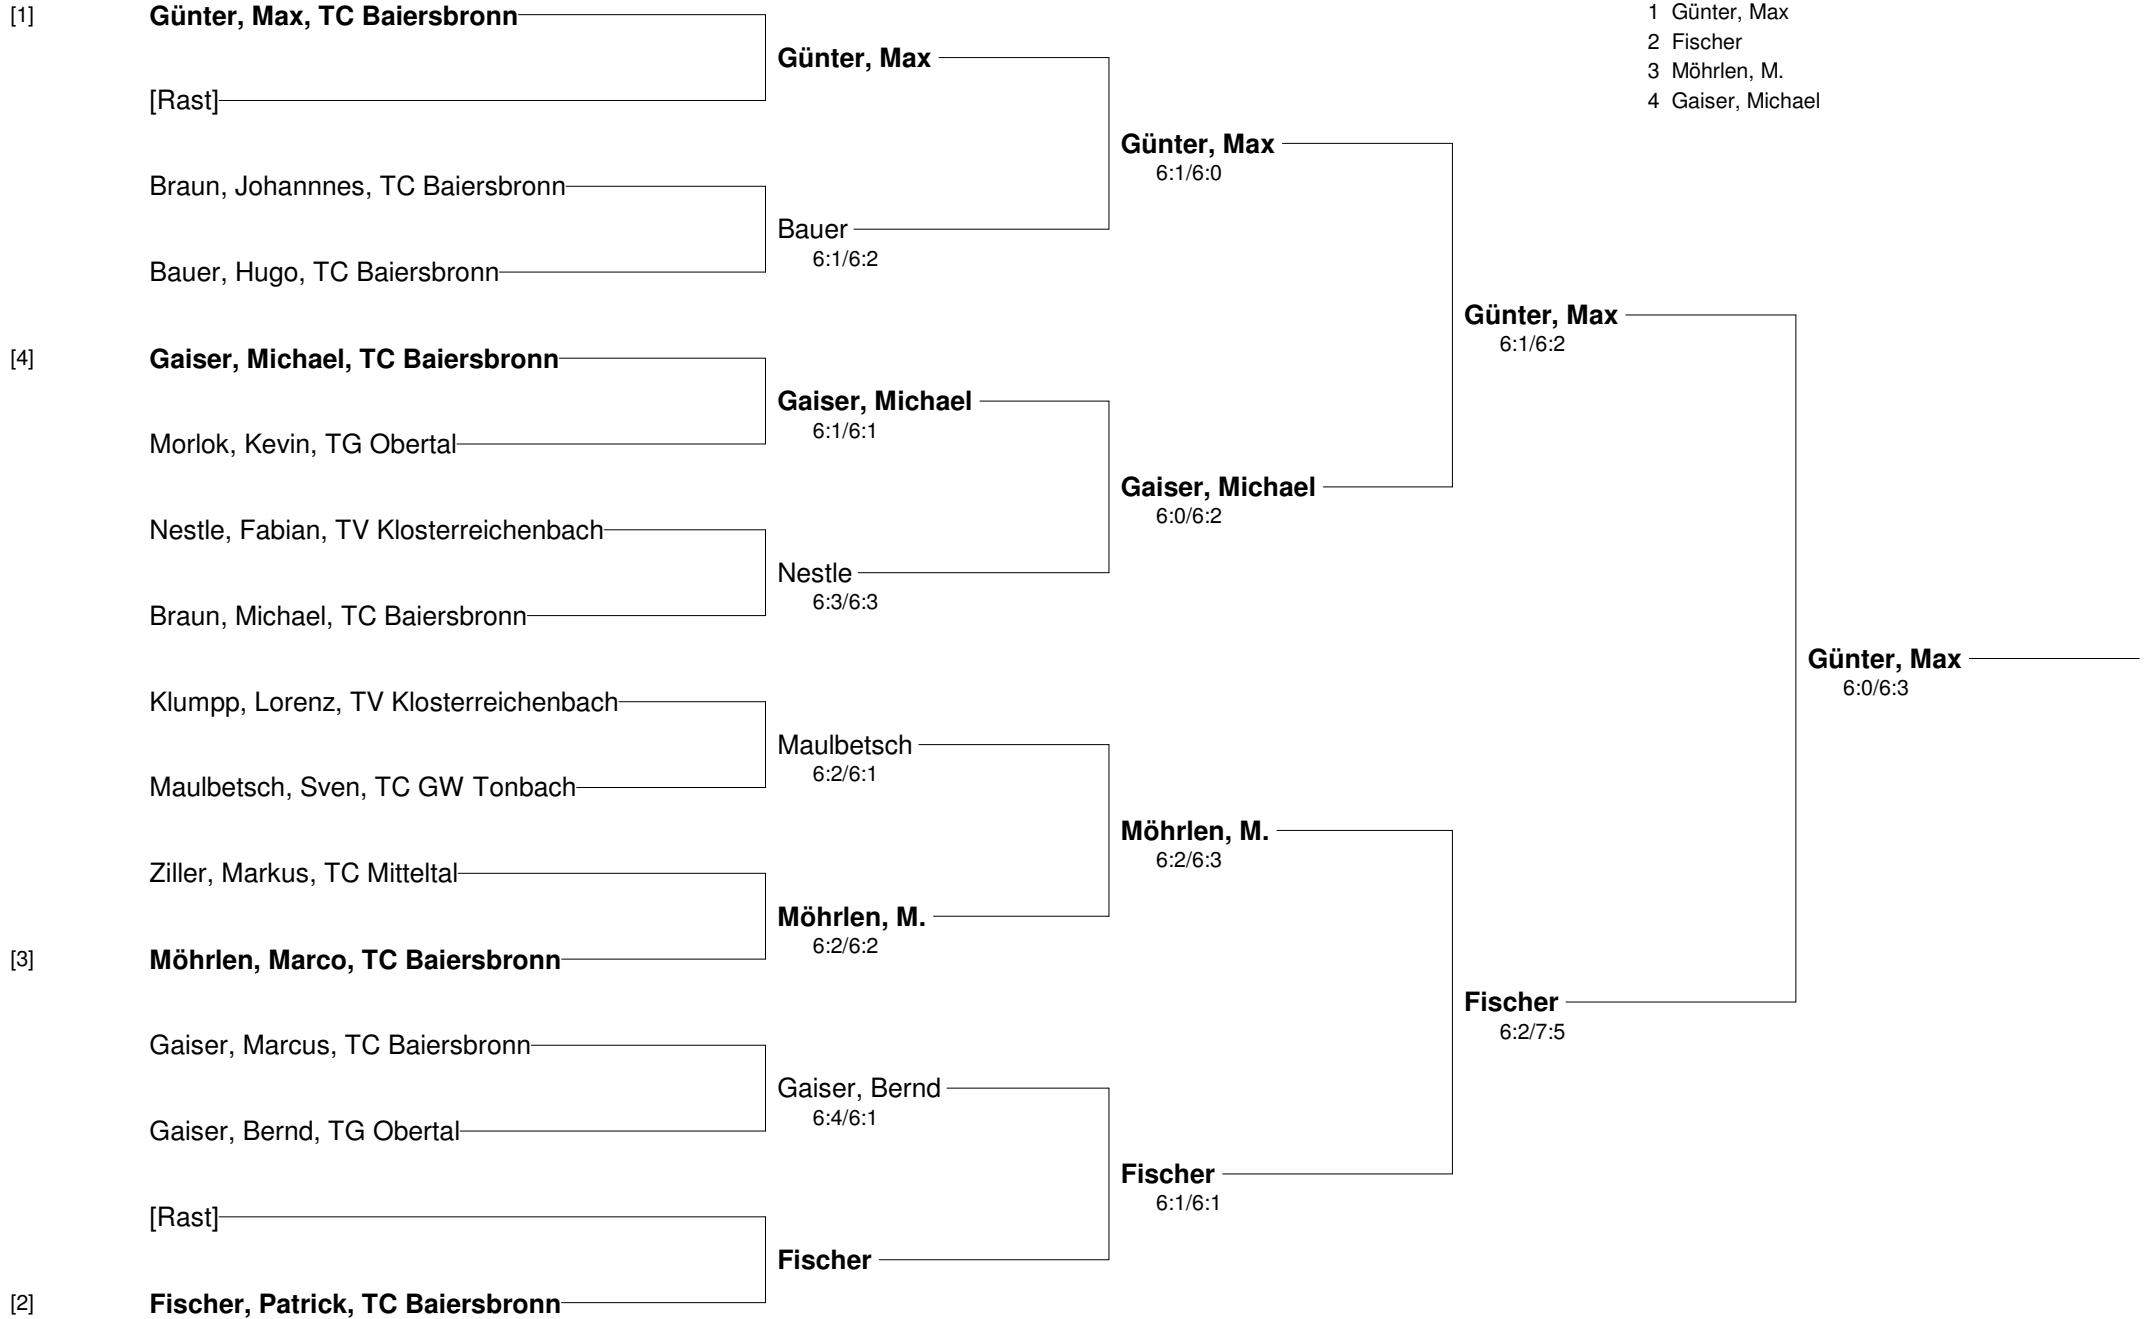 [1] Günter, Max, TC Baiersbronn
[Rast]
Braun, Johannnes, TC Baiersbronn
Bauer, Hugo, TC Baiersbronn
[4] Gaiser, Michael, TC Baiersbronn
Morlok, Kevin, TG Obertal
Nestle, Fabian, TV Klosterreichenbach
Braun, Michael, TC Baiersbronn
Klumpp, Lorenz, TV Klosterreichenbach
Maulbetsch, Sven, TC GW Tonbach
Ziller, Markus, TC Mitteltal
[3] Möhrlen, Marco, TC Baiersbronn
Gaiser, Marcus, TC Baiersbronn
Gaiser, Bernd, TG Obertal
[Rast]
[2] Fischer, Patrick, TC Baiersbronn
Günter, Max
Bauer
6:1/6:2
Gaiser, Michael
6:1/6:1
Nestle
6:3/6:3
Maulbetsch
6:2/6:1
Möhrlen, M.
6:2/6:2
Gaiser, Bernd
6:4/6:1
Fischer
Günter, Max
6:1/6:0
Gaiser, Michael
6:0/6:2
Möhrlen, M.
6:2/6:3
Fischer
6:1/6:1
Günter, Max
6:1/6:2
Fischer
6:2/7:5
Günter, Max
6:0/6:3
1 Günter, Max
2 Fischer
3 Möhrlen, M.
4 Gaiser, Michael